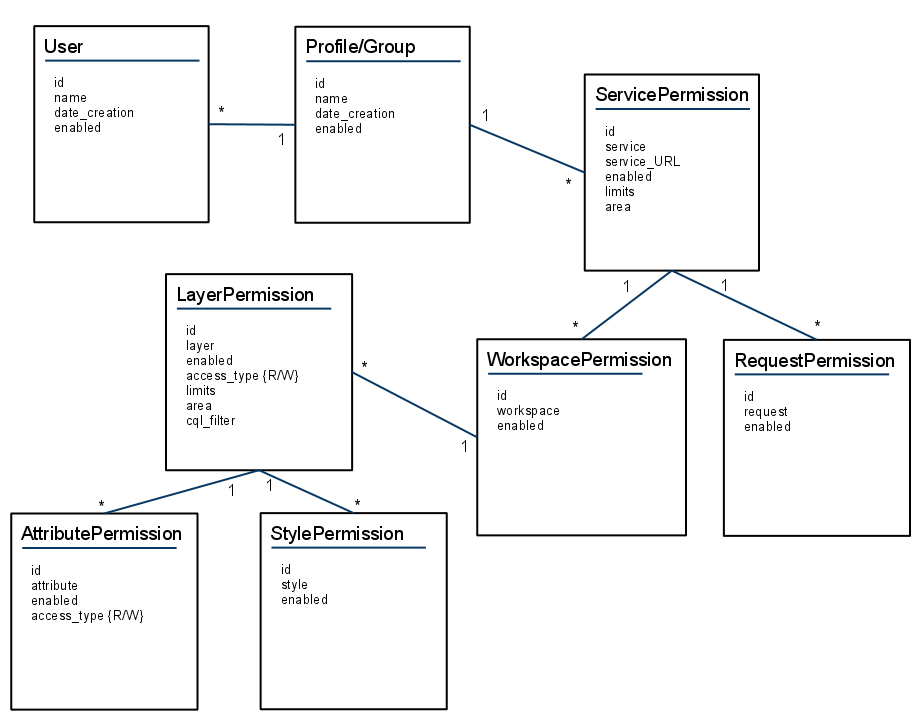 User
id
name
date_creation
enabled
*
1
Profile/Group
id
name
date_creation
enabled
1
*
ServicePermission
id
service
service_URL
enabled
limits
area
1
*
1
*
LayerPermission
id
layer
enabled
access_type {R/W}
limits
area
cql_filter
*
1
WorkspacePermission
id
workspace
enabled
RequestPermission
id
request
enabled
1
*
1
*
AttributePermission
id
attribute
enabled
access_type {R/W}
StylePermission
id
style
enabled